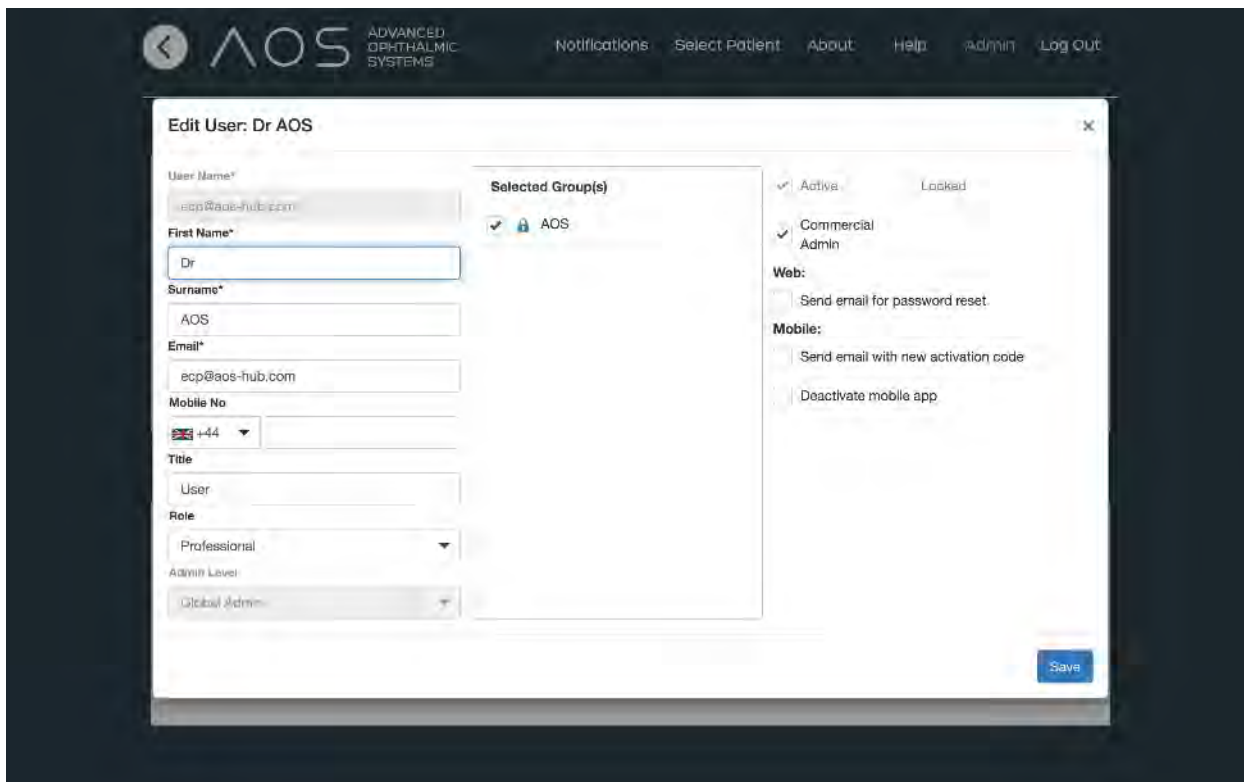 AOS
ADVANCED
OPHTHALMIC
SYSTEMS
Notifications Select Patient About Help Admin Log Out
Edit User: Dr AOS
User Name*
ecp@aos-hub.com
First Name*
Dr
Surname*
AOS
Email*
ecp@aos-hub.com
Mobile No
+44
Title
User
Role
Professional
Admin Level
Global Admin
Selected Group(s)
AOS
Active Locked
Commercial
Admin
Web:
Send email for password reset
Mobile:
Send email with new activation code
Deactivate mobile app
Save